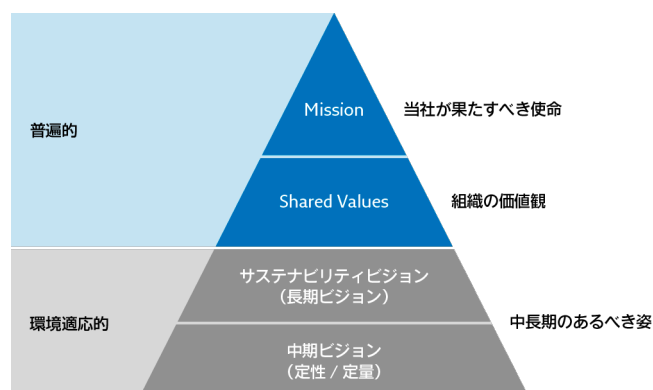 Mission
当社が果たすべき使命
普遍的
Shared Values
組織の価値観
サステナビリティビジョン
（長期ビジョン）
環境適応的
中長期のあるべき姿
中期ビジョン
（定性 / 定量）